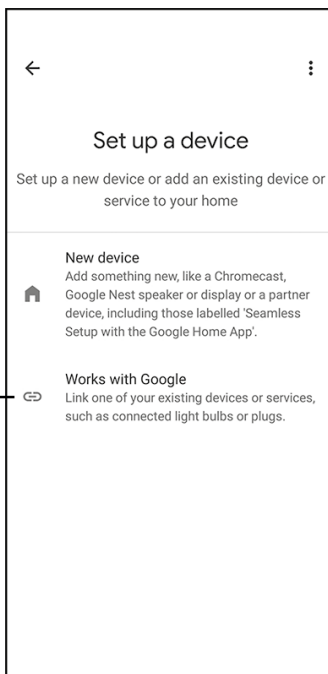 Set up a device
Set up a new device or add an existing device or
service to your home
New device
Add something new, like a Chromecast,
Google Nest speaker or display or a partner
device, including those labelled 'Seamless
Setup with the Google Home App'.
Works with Google
Link one of your existing devices or services,
such as connected light bulbs or plugs.